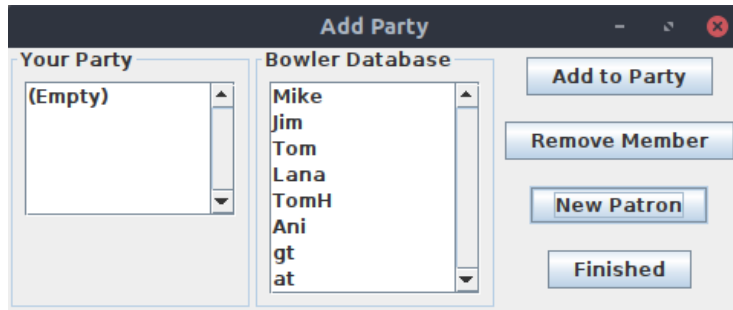 Add Party
Your Party
(Empty)
Bowler Database
Mike
Jim
Tom
Lana
TomH
Ani
gt
at
Add to Party
Remove Member
New Patron
Finished